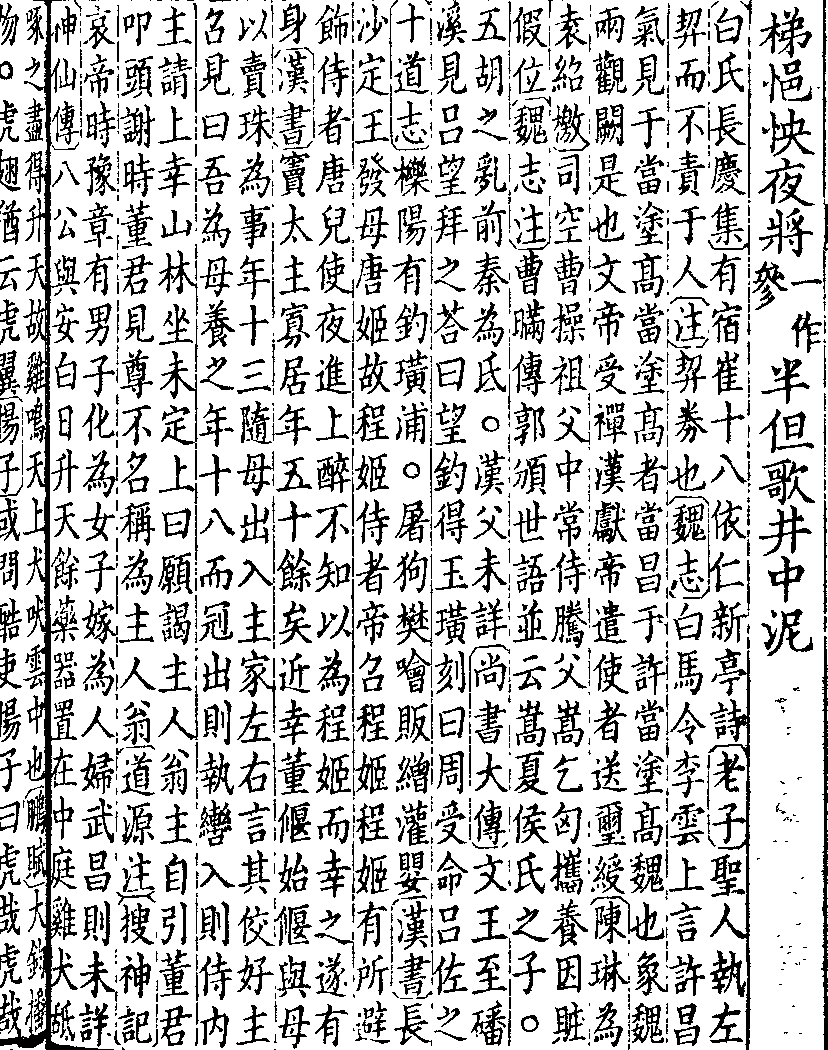 梯悒怏夜將一作參半但歌井中泥
白氏長慶集有宿崔十八依仁新亭詩老子聖人執左
契而不責于人注契券也魏志白馬令李雲上言許昌
氣見于當塗高當塗高者當昌于許當塗高魏也象魏
兩觀闕是也文帝受禪漢獻帝遣使者送璽綬陳琳為
袁紹檄司空曹操祖父中常侍騰父嵩乞匄攜養因贓
假位魏志注曹瞞傳郭頒世語並云嵩夏侯氏之子。
五胡之亂前秦為氐。漢父未詳尚書大傳文王至磻
溪見呂望拜之荅曰望釣得玉璜刻曰周受命呂佐之
十道志櫟陽有釣璜浦。屠狗樊噲販繒灌嬰漢書長
沙定王發母唐姬故程姬侍者帝召程姬程姬有所避
飾侍者唐兒使夜進上醉不知以為程姬而幸之遂有
身漢書竇太主寡居年五十餘矣近幸董偃始偃與母
以賣珠為事年十三隨母出入主家左右言其佼好主
召見曰吾為母養之年十八而冠出則執轡入則侍內
主請上幸山林坐未定上曰願謁主人翁主自引董君
叩頭謝時董君見尊不名稱為主人翁道源注搜神記
哀帝時豫章有男子化為女子嫁為人婦武昌則未詳
神仙傳八公與安白日升天餘藥器置在中庭雞犬舐
啄之盡得升天故雞鳴天上犬吠雲中也鵬賦大鈞播
物。虎翅猶云虎翼揚子或問酷吏揚子曰虎哉虎哉